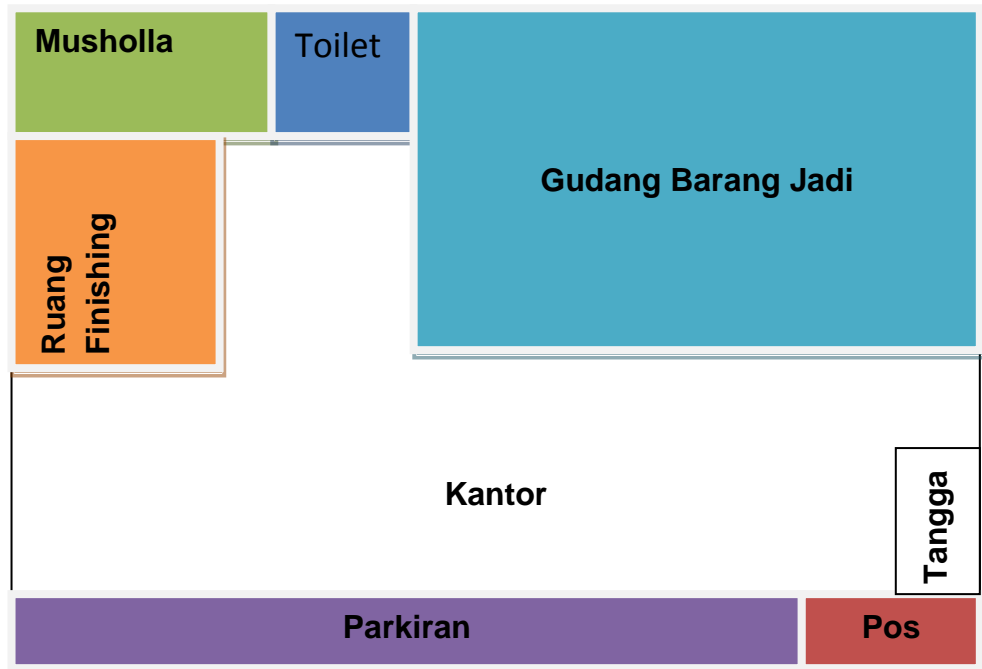 Musholla
Toilet
Gudang Barang Jadi
Ruang
Finishing
Kantor
Tangga
Parkiran
Pos